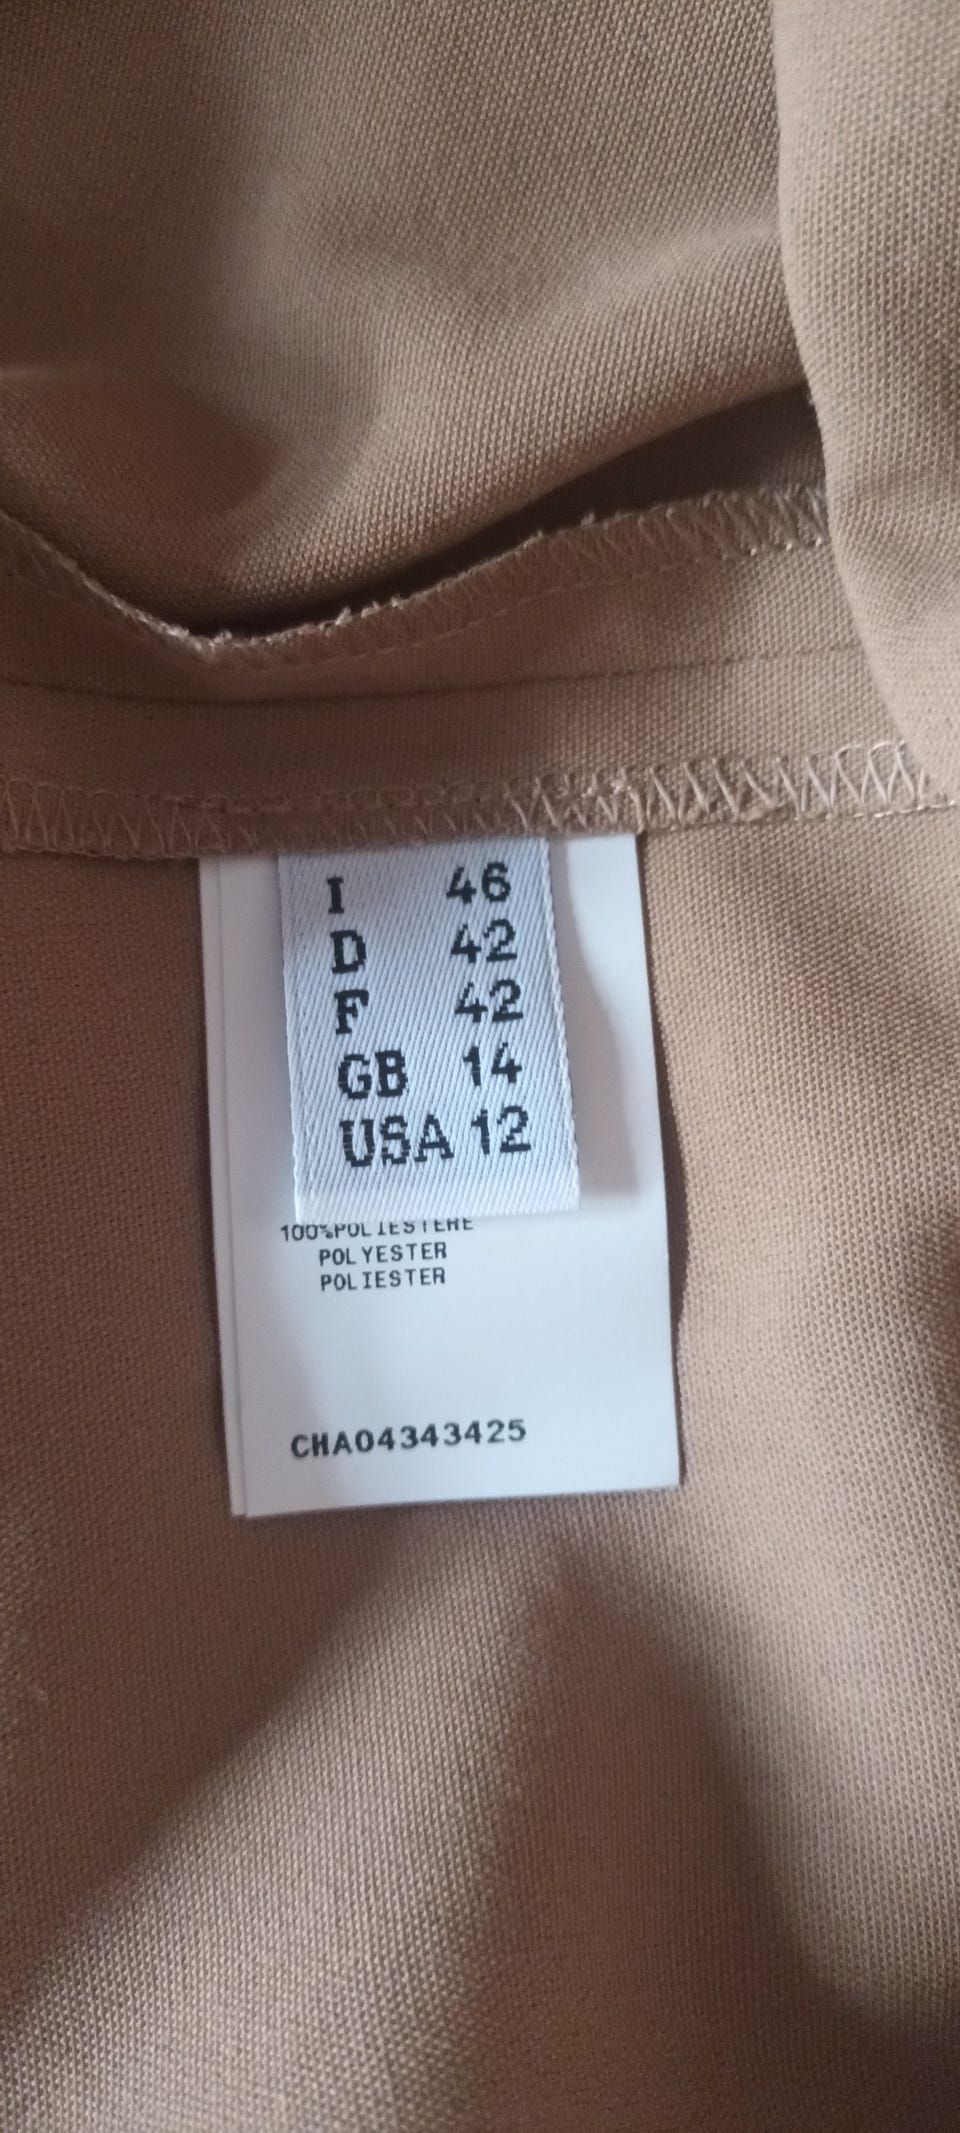 I 46
D 42
F 42
GB 14
USA 12
100%POLIESTERE
POLYESTER
POLIESTER
CHA04343425